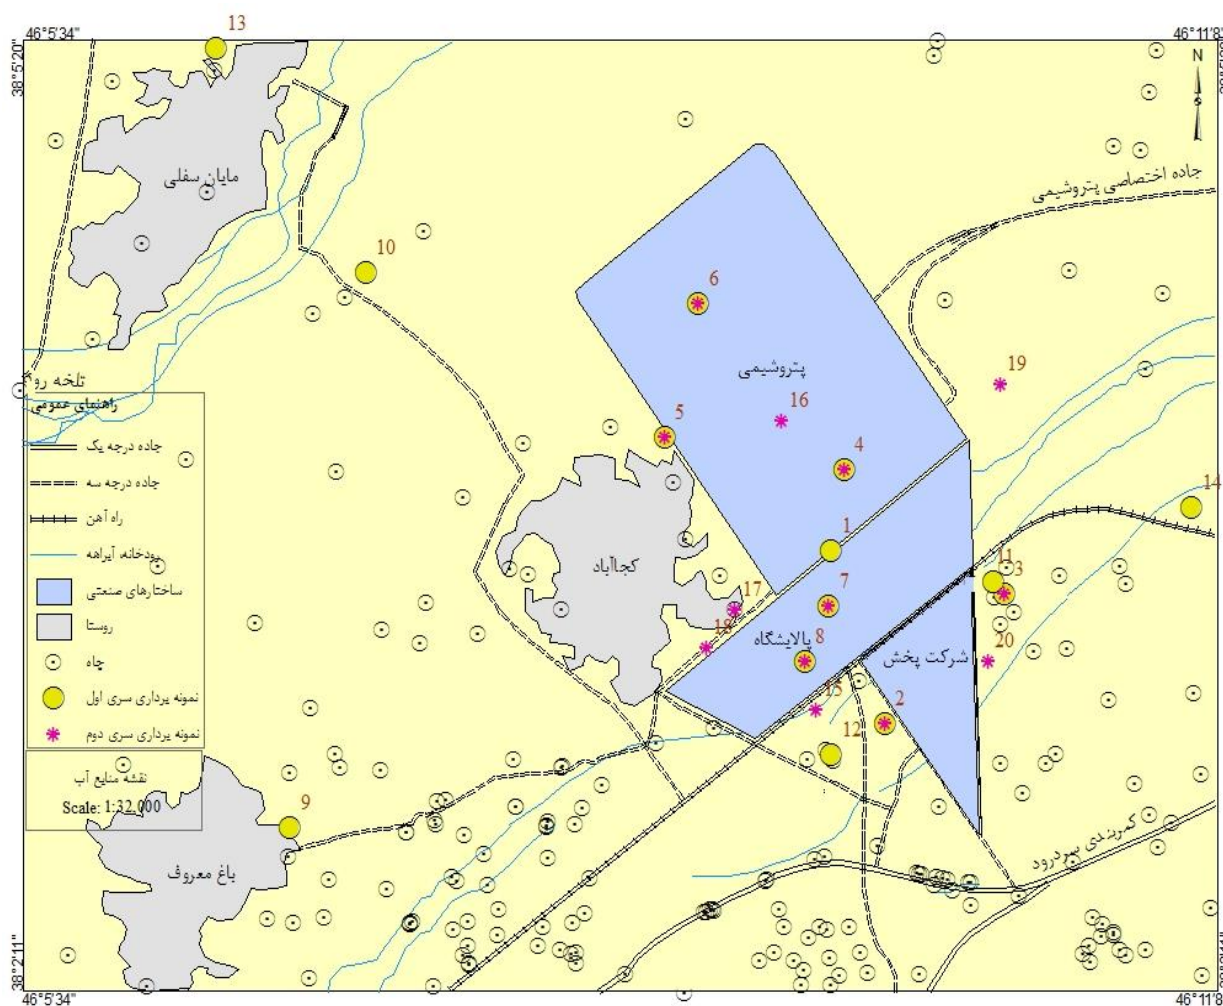 46°5'34"
13
46°11'8
38°5'20"
N
مایان سفلی
جاده اختصاصی پتروشیمی
10
6
پتروشیمی
19
16
تلخه رو
راهنمای عمومی
جاده درجه یک
جاده درجه سه
راه آهن
رودخانه، آبراهه
ساختارهای صنعتی
روستا
چاه
نمونه برداری سری اول
نمونه برداری سری دوم
نقشه منابع آب
Scale: 1:32,000
5
4
14
1
کجاآباد
11
3
7
17
18
پالایشگاه
8
شرکت پخش
20
15
2
12
9
باغ معروف
کمربندی سردرود
38°2'11"
46°5'34"
46°11'8